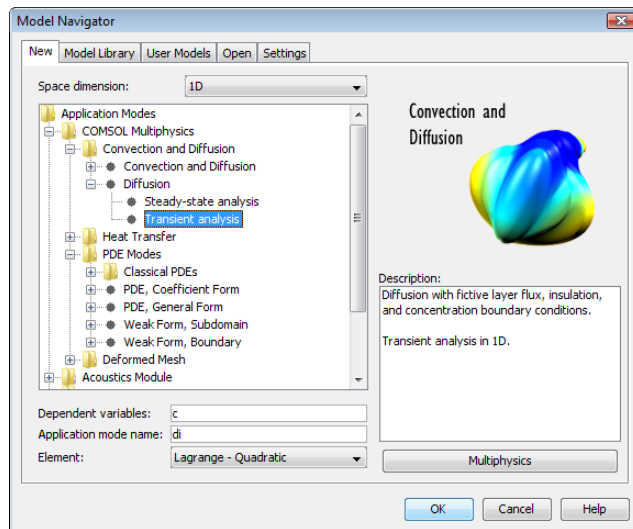 Model Navigator
New Model Library User Models Open Settings
Space dimension: 1D
Application Modes
COMSOL Multiphysics
Convection and Diffusion
Convection and Diffusion
Diffusion
Steady-state analysis
Transient analysis
Heat Transfer
PDE Modes
Classical PDEs
PDE, Coefficient Form
PDE, General Form
Weak Form, Subdomain
Weak Form, Boundary
Deformed Mesh
Acoustics Module
Dependent variables: c
Application mode name: di
Element: Lagrange - Quadratic
Convection and
Diffusion
Description:
Diffusion with fictive layer flux, insulation,
and concentration boundary conditions.
Transient analysis in 1D.
Multiphysics
OK Cancel Help